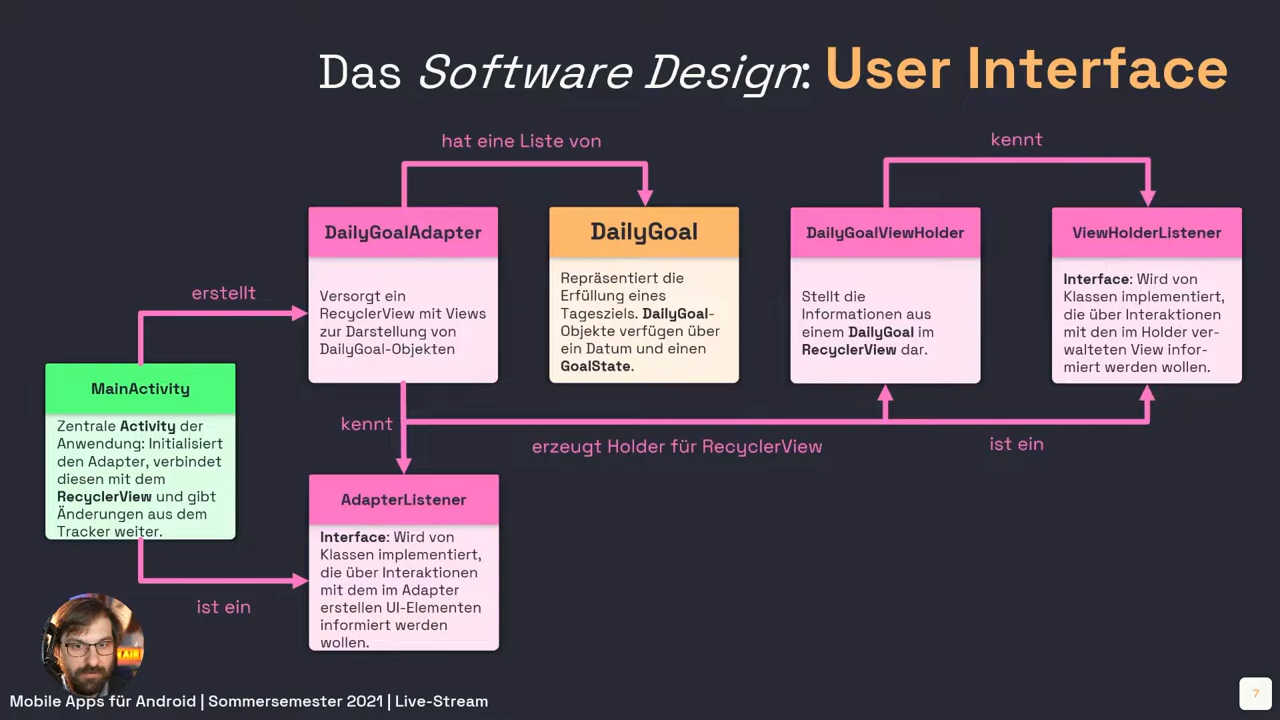 Das Software Design: User Interface
hat eine Liste von
kennt
DailyGoalAdapter
Versorgt ein
RecyclerView mit Views
zur Darstellung von
DailyGoal-Objekten
DailyGoal
Repräsentiert die
Erfüllung eines
Tagesziels. DailyGoal-
Objekte verfügen über
ein Datum und einen
GoalState.
DailyGoalViewHolder
Stellt die
Informationen aus
einem DailyGoal im
RecyclerView dar.
ViewHolderListener
Interface: Wird von
Klassen implementiert,
die über Interaktionen
mit den im Holder ver-
walteten View infor-
miert werden wollen.
erstellt
MainActivity
Zentrale Activity der
Anwendung: Initialisiert
den Adapter, verbindet
diesen mit dem
RecyclerView und gibt
Änderungen aus dem
Tracker weiter.
kennt
erzeugt Holder für RecyclerView
ist ein
AdapterListener
Interface: Wird von
Klassen implementiert,
die über Interaktionen
mit dem im Adapter
erstellen UI-Elementen
informiert werden
wollen.
ist ein
Mobile Apps für Android | Sommersemester 2021 | Live-Stream
7